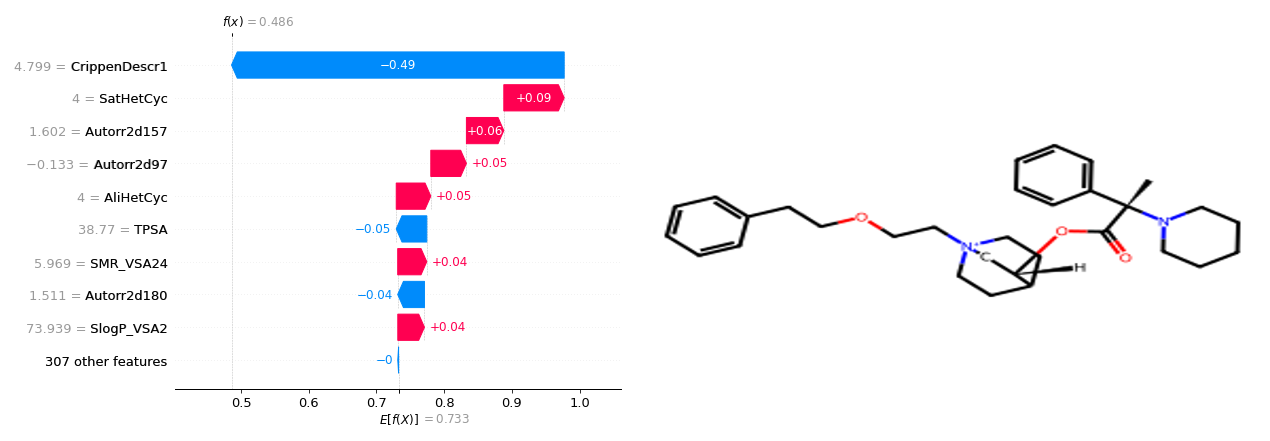 f(x) = 0.486
4.799 = CrippenDescr1
−0.49
4 = SatHetCyc
+0.09
1.602 = Autorr2d157
+0.06
−0.133 = Autorr2d97
+0.05
4 = AliHetCyc
+0.05
38.77 = TPSA
−0.05
5.969 = SMR_VSA24
+0.04
1.511 = Autorr2d180
−0.04
73.939 = SlogP_VSA2
+0.04
307 other features
−0
0.5 0.6 0.7 0.8 0.9 1.0
E[f(X)] = 0.733
O
N+
C
O
H
O
N